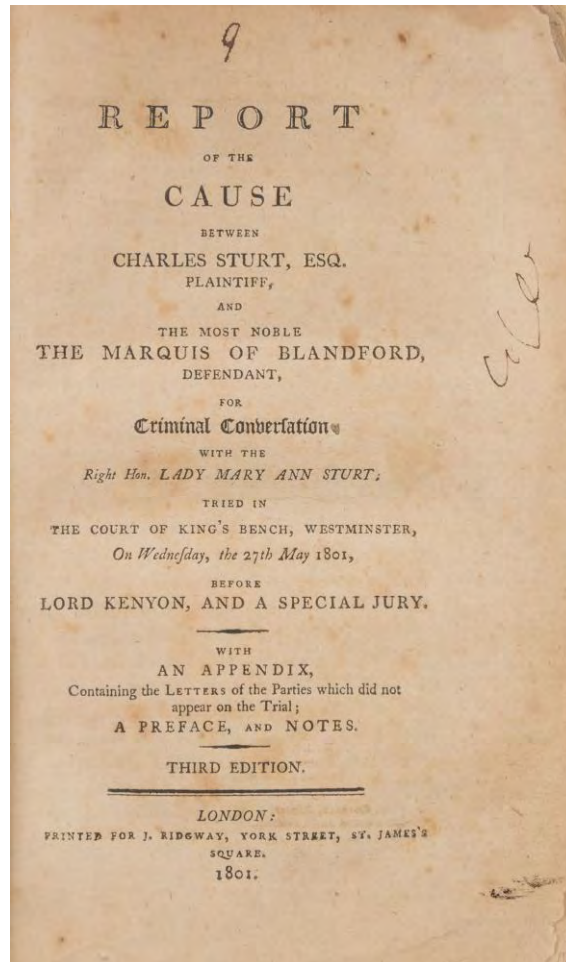 9
REPORT
OF THE
CAUSE
BETWEEN
CHARLES STURT, ESQ.
PLAINTIFF,
AND
THE MOST NOBLE
THE MARQUIS OF BLANDFORD,
DEFENDANT,
FOR
Criminal Converſation
WITH THE
Right Hon. LADY MARY ANN STURT;
TRIED IN
THE COURT OF KING'S BENCH, WESTMINSTER,
On Wedneſday, the 27th May 1801,
BEFORE
LORD KENYON, AND A SPECIAL JURY.
WITH
AN APPENDIX,
Containing the LETTERS of the Parties which did not
appear on the Trial;
A PREFACE, AND NOTES.
THIRD EDITION.
LONDON:
PRINTED FOR J. RIDGWAY, YORK STREET, ST. JAMES'S
SQUARE.
1801.